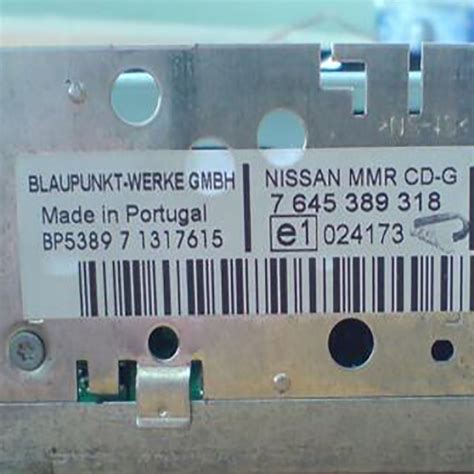 BLAUPUNKT-WERKE GMBH
Made in Portugal
BP5389 7 1317615
NISSAN MMR CD-G
7 645 389 318
e1 024173